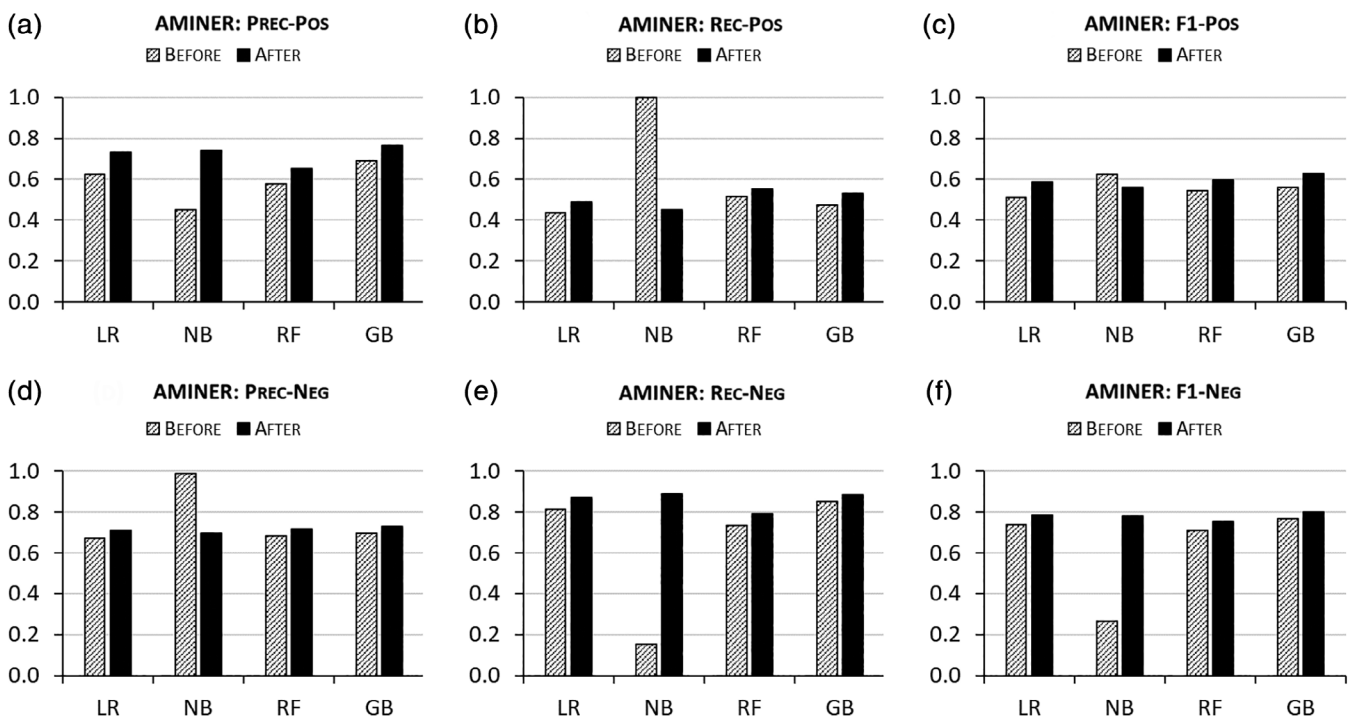 (a) AMINER: PREC-POS
BEFORE AFTER
1.0
0.8
0.6
0.4
0.2
0.0
LR NB RF GB
(b) AMINER: REC-POS
BEFORE AFTER
1.0
0.8
0.6
0.4
0.2
0.0
LR NB RF GB
(c) AMINER: F1-POS
BEFORE AFTER
1.0
0.8
0.6
0.4
0.2
0.0
LR NB RF GB
(d) AMINER: PREC-NEG
BEFORE AFTER
1.0
0.8
0.6
0.4
0.2
0.0
LR NB RF GB
(e) AMINER: REC-NEG
BEFORE AFTER
1.0
0.8
0.6
0.4
0.2
0.0
LR NB RF GB
(f) AMINER: F1-NEG
BEFORE AFTER
1.0
0.8
0.6
0.4
0.2
0.0
LR NB RF GB